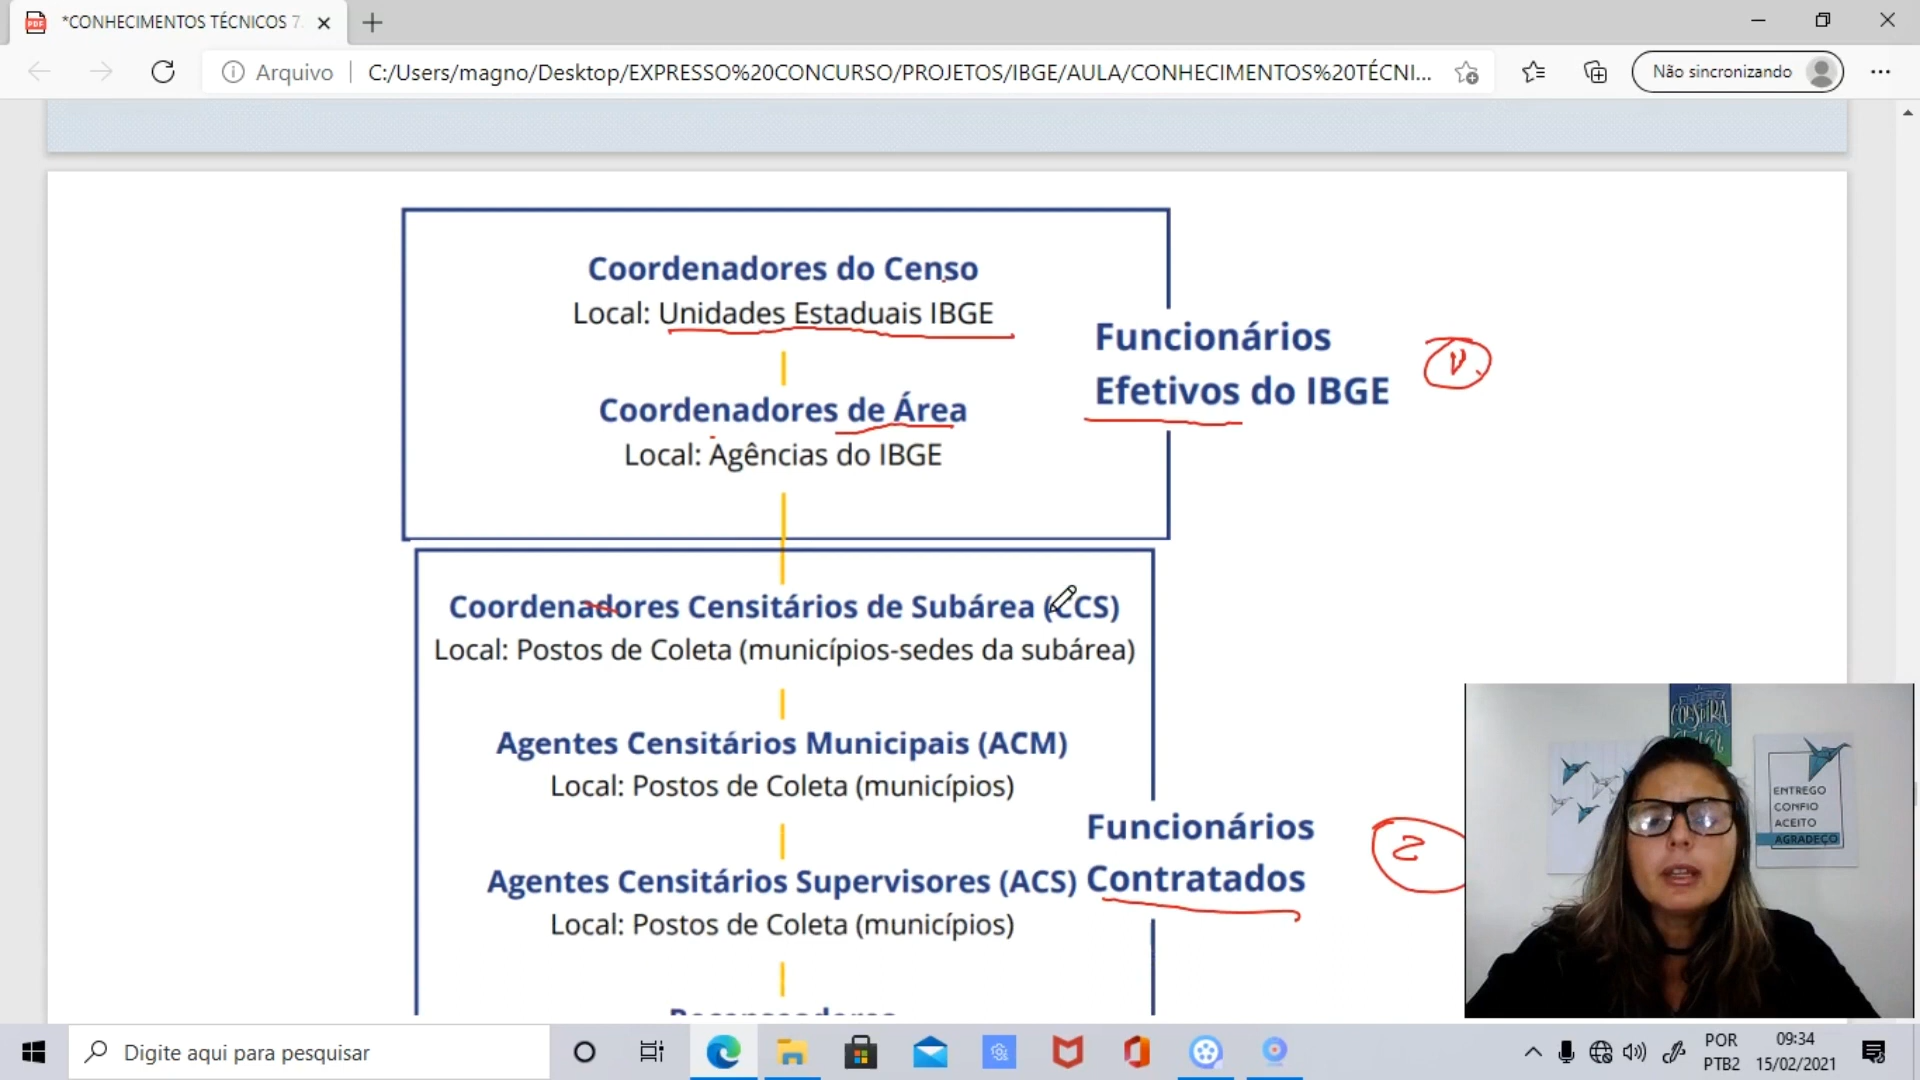 *CONHECIMENTOS TÉCNICOS 7.
Arquivo
C:/Users/magno/Desktop/EXPRESSO%20CONCURSO/PROJETOS/IBGE/AULA/CONHECIMENTOS%20TÉCNI...
Não sincronizando
Coordenadores do Censo
Local: Unidades Estaduais IBGE
Coordenadores de Área
Local: Agências do IBGE
Funcionários
Efetivos do IBGE
Coordenadores Censitários de Subárea (CCS)
Local: Postos de Coleta (municípios-sedes da subárea)
Agentes Censitários Municipais (ACM)
Local: Postos de Coleta (municípios)
Agentes Censitários Supervisores (ACS)
Local: Postos de Coleta (municípios)
Funcionários
Contratados
2
Recenseadores
ENTREGO
CONFIO
ACEITO
AGRADEÇO
Digite aqui para pesquisar
POR
PTB2
09:34
15/02/2021